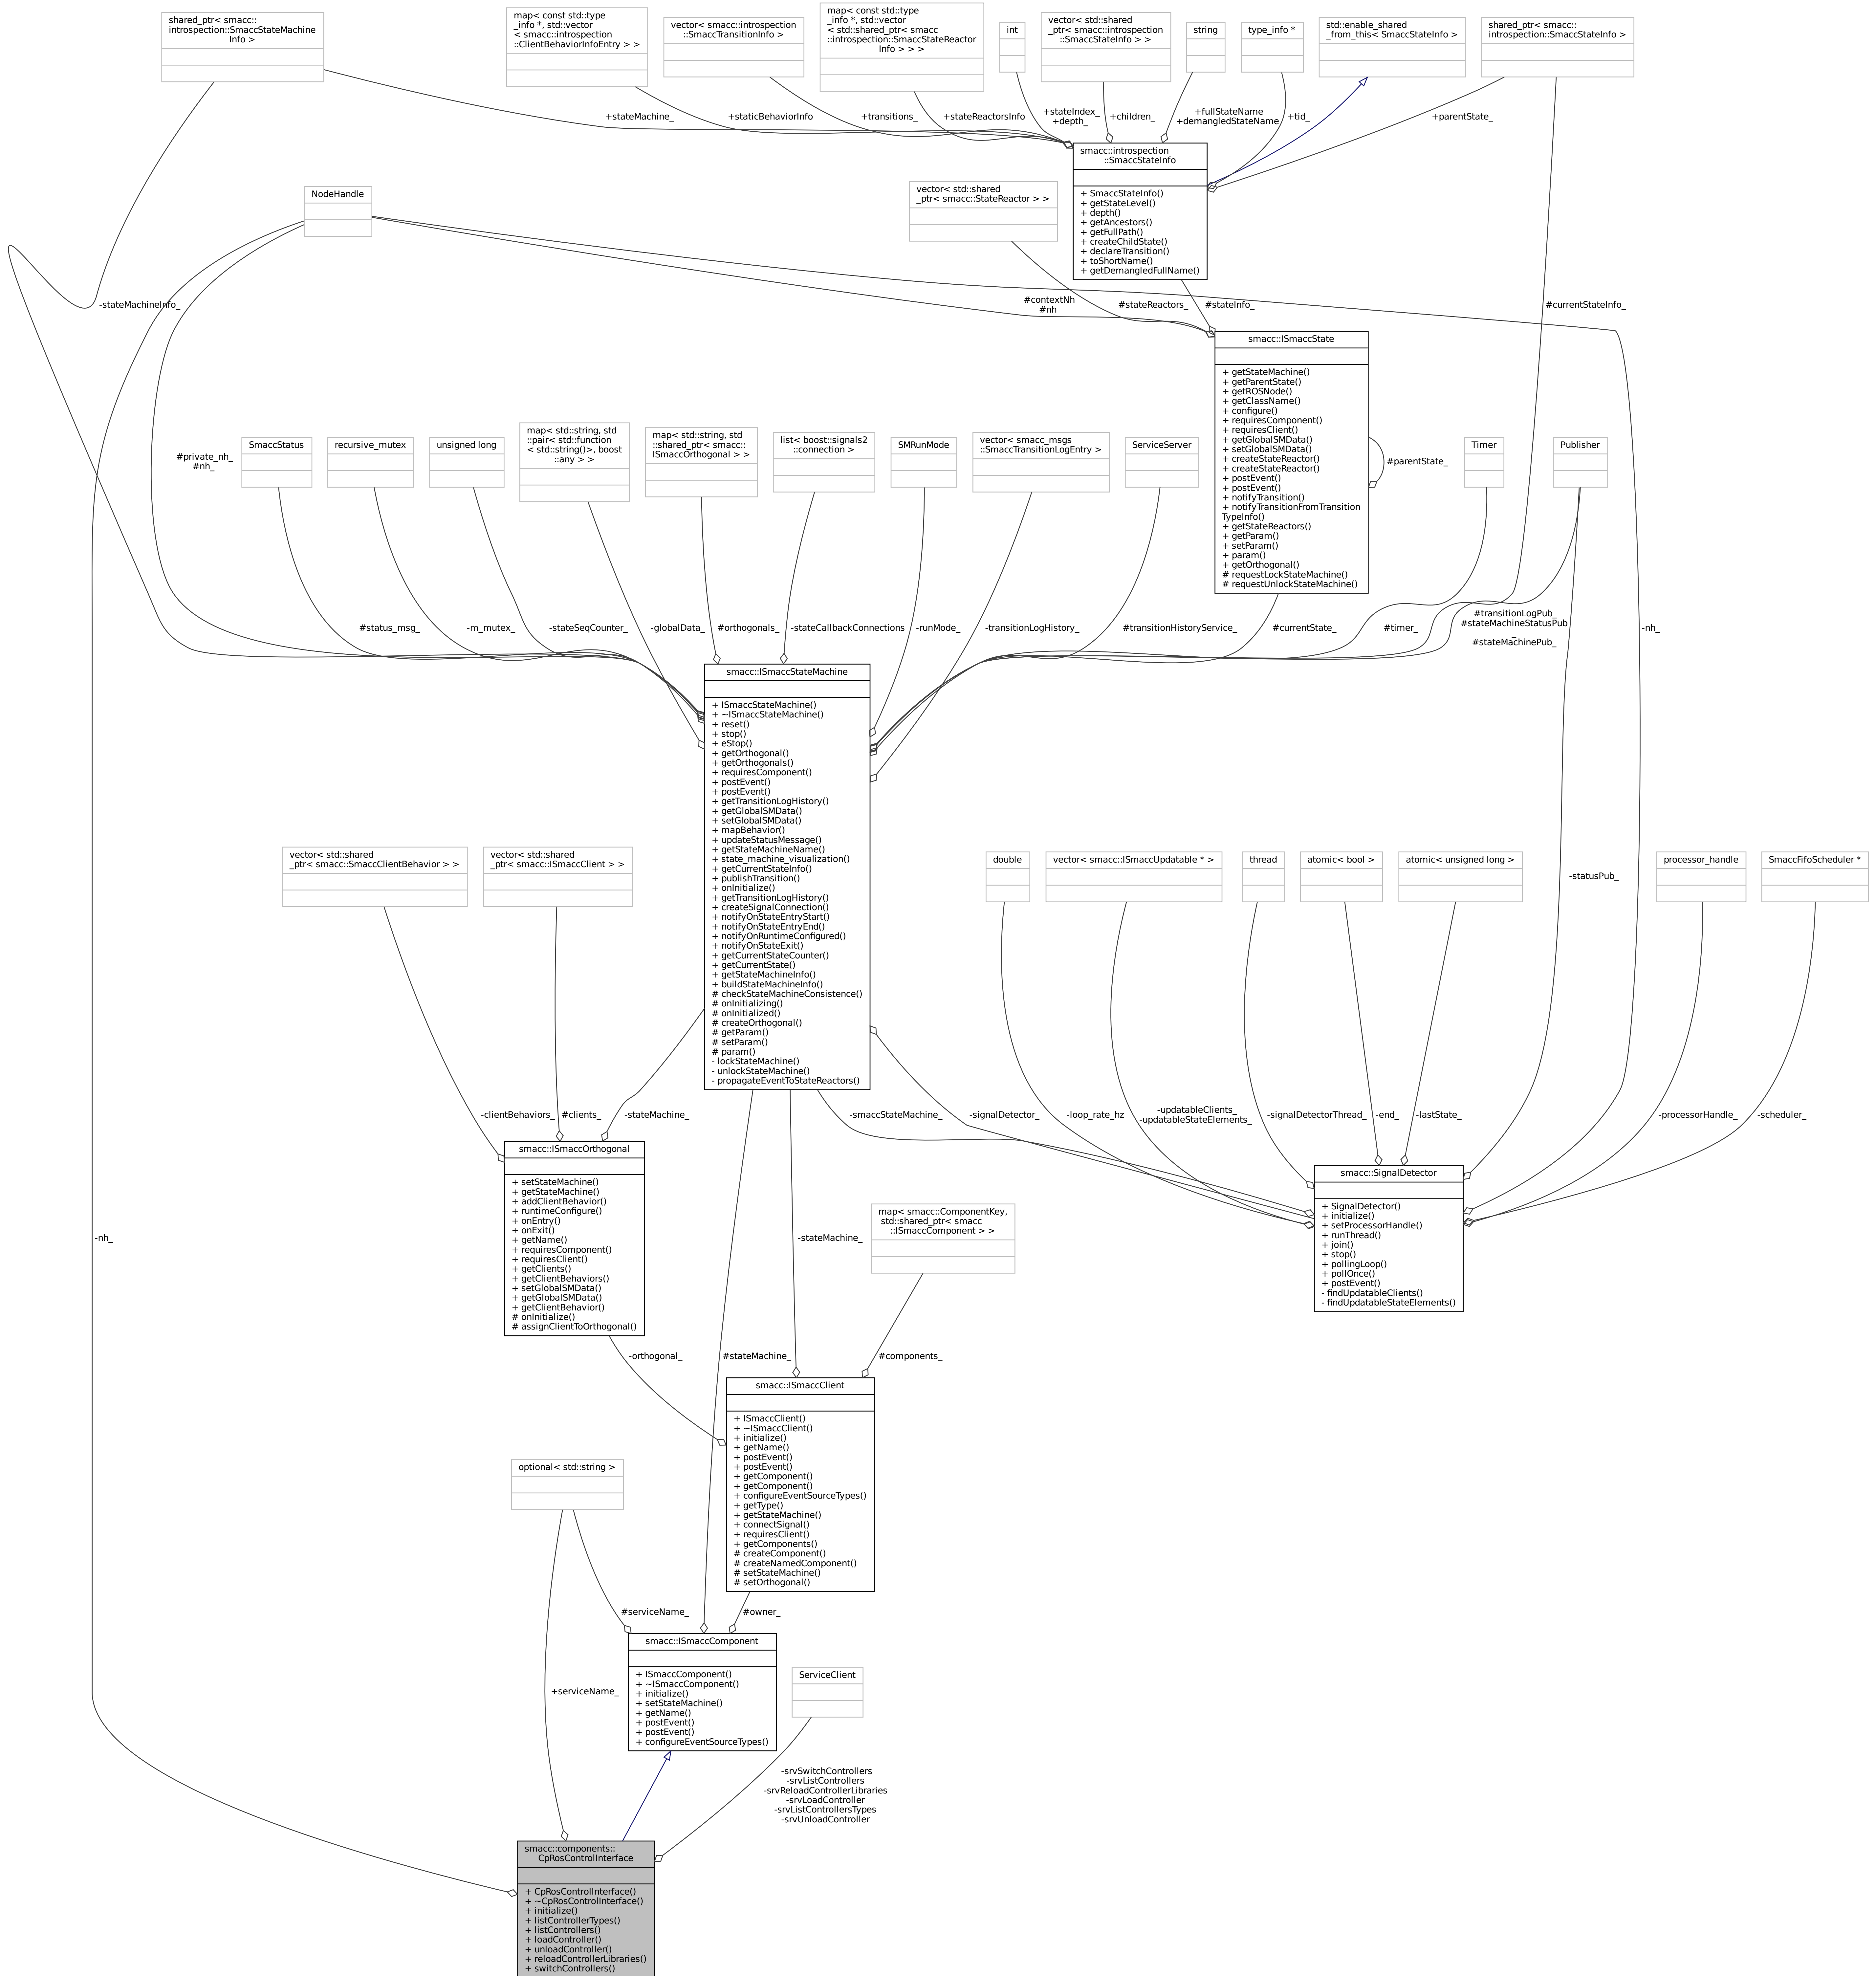 shared_ptr< smacc::
introspection::SmaccStateMachine
Info >
map< const std::type
_info *, std::vector
< smacc::introspection
::ClientBehaviorInfoEntry > >
vector< smacc::introspection
::SmaccTransitionInfo >
map< const std::type
_info *, std::vector
< std::shared_ptr< smacc
::introspection::SmaccStateReactor
Info > > >
int
vector< std::shared
_ptr< smacc::introspection
::SmaccStateInfo > >
string
type_info *
std::enable_shared
_from_this< SmaccStateInfo >
shared_ptr< smacc::
introspection::SmaccStateInfo >
+stateMachine_
+staticBehaviorInfo
+transitions_
+stateReactorsInfo
+stateIndex_
+depth_
+children_
+fullStateName
+demangledStateName
+tid_
+parentState_
smacc::introspection
::SmaccStateInfo
+ SmaccStateInfo()
+ getStateLevel()
+ depth()
+ getAncestors()
+ getFullPath()
+ createChildState()
+ declareTransition()
+ toShortName()
+ getDemangledFullName()
NodeHandle
vector< std::shared
_ptr< smacc::StateReactor > >
-stateMachineInfo_
#contextNh
#nh
#stateReactors_
#stateInfo_
#currentStateInfo_
smacc::ISmaccState
+ getStateMachine()
+ getParentState()
+ getROSNode()
+ getClassName()
+ configure()
+ requiresComponent()
+ requiresClient()
+ getGlobalSMData()
+ setGlobalSMData()
+ createStateReactor()
+ createStateReactor()
+ postEvent()
+ postEvent()
+ notifyTransition()
+ notifyTransitionFromTransition
TypeInfo()
+ getStateReactors()
+ getParam()
+ setParam()
+ param()
+ getOrthogonal()
# requestLockStateMachine()
# requestUnlockStateMachine()
#parentState_
#private_nh_
#nh_
SmaccStatus
recursive_mutex
unsigned long
map< std::string, std
::pair< std::function
< std::string()>, boost
::any > >
map< std::string, std
::shared_ptr< smacc::
ISmaccOrthogonal > >
list< boost::signals2
::connection >
SMRunMode
vector< smacc_msgs
::SmaccTransitionLogEntry >
ServiceServer
Timer
Publisher
#status_msg_
-m_mutex_
-stateSeqCounter_
-globalData_
#orthogonals_
-stateCallbackConnections
-runMode_
-transitionLogHistory_
#transitionHistoryService_
#currentState_
#timer_
#transitionLogPub_
#stateMachineStatusPub
_
#stateMachinePub_
-nh_
smacc::ISmaccStateMachine
+ ISmaccStateMachine()
+ ~ISmaccStateMachine()
+ reset()
+ stop()
+ eStop()
+ getOrthogonal()
+ getOrthogonals()
+ requiresComponent()
+ postEvent()
+ postEvent()
+ getTransitionLogHistory()
+ getGlobalSMData()
+ setGlobalSMData()
+ mapBehavior()
+ updateStatusMessage()
+ getStateMachineName()
+ state_machine_visualization()
+ getCurrentStateInfo()
+ publishTransition()
+ onInitialize()
+ getTransitionLogHistory()
+ createSignalConnection()
+ notifyOnStateEntryStart()
+ notifyOnStateEntryEnd()
+ notifyOnRuntimeConfigured()
+ notifyOnStateExit()
+ getCurrentStateCounter()
+ getCurrentState()
+ getStateMachineInfo()
+ buildStateMachineInfo()
# checkStateMachineConsistence()
# onInitializing()
# onInitialized()
# createOrthogonal()
# getParam()
# setParam()
# param()
- lockStateMachine()
- unlockStateMachine()
- propagateEventToStateReactors()
vector< std::shared
_ptr< smacc::SmaccClientBehavior > >
vector< std::shared
_ptr< smacc::ISmaccClient > >
double
vector< smacc::ISmaccUpdatable * >
thread
atomic< bool >
atomic< unsigned long >
-statusPub_
processor_handle
SmaccFifoScheduler *
-clientBehaviors_
#clients_
-stateMachine_
-smaccStateMachine_
-signalDetector_
-loop_rate_hz
-updatableClients_
-updatableStateElements_
-signalDetectorThread_
-end_
-lastState_
-processorHandle_
-scheduler_
smacc::ISmaccOrthogonal
+ setStateMachine()
+ getStateMachine()
+ addClientBehavior()
+ runtimeConfigure()
+ onEntry()
+ onExit()
+ getName()
+ requiresComponent()
+ requiresClient()
+ getClients()
+ getClientBehaviors()
+ setGlobalSMData()
+ getGlobalSMData()
+ getClientBehavior()
# onInitialize()
# assignClientToOrthogonal()
smacc::SignalDetector
+ SignalDetector()
+ initialize()
+ setProcessorHandle()
+ runThread()
+ join()
+ stop()
+ pollingLoop()
+ pollOnce()
+ postEvent()
- findUpdatableClients()
- findUpdatableStateElements()
-nh_
-stateMachine_
map< smacc::ComponentKey,
std::shared_ptr< smacc
::ISmaccComponent > >
-orthogonal_
#stateMachine_
#components_
smacc::ISmaccClient
+ ISmaccClient()
+ ~ISmaccClient()
+ initialize()
+ getName()
+ postEvent()
+ postEvent()
+ getComponent()
+ getComponent()
+ configureEventSourceTypes()
+ getType()
+ getStateMachine()
+ connectSignal()
+ requiresClient()
+ getComponents()
# createComponent()
# createNamedComponent()
# setStateMachine()
# setOrthogonal()
optional< std::string >
#serviceName_
#owner_
smacc::ISmaccComponent
+ ISmaccComponent()
+ ~ISmaccComponent()
+ initialize()
+ setStateMachine()
+ getName()
+ postEvent()
+ postEvent()
+ configureEventSourceTypes()
+serviceName_
ServiceClient
-srvSwitchControllers
-srvListControllers
-srvReloadControllerLibraries
-srvLoadController
-srvListControllersTypes
-srvUnloadController
smacc::components::
CpRosControlInterface
+ CpRosControlInterface()
+ ~CpRosControlInterface()
+ initialize()
+ listControllerTypes()
+ listControllers()
+ loadController()
+ unloadController()
+ reloadControllerLibraries()
+ switchControllers()